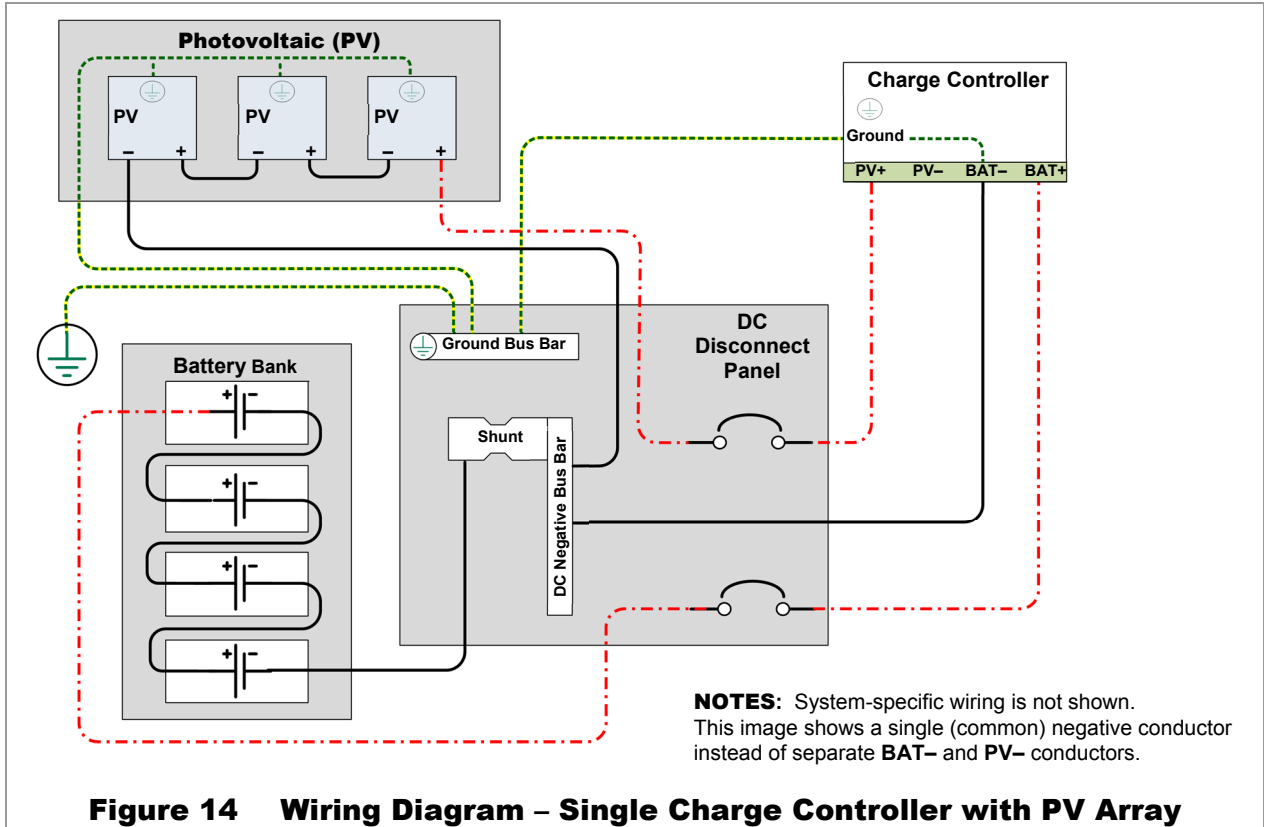 Photovoltaic (PV)
PV
PV
PV
– +
– +
– +
Charge Controller
Ground
PV+ PV– BAT– BAT+
Ground Bus Bar
DC
Disconnect
Panel
Battery Bank
+ -
+ -
+ -
+ -
Shunt
DC Negative Bus Bar
NOTES: System-specific wiring is not shown.
This image shows a single (common) negative conductor
instead of separate BAT– and PV– conductors.
Figure 14 Wiring Diagram – Single Charge Controller with PV Array